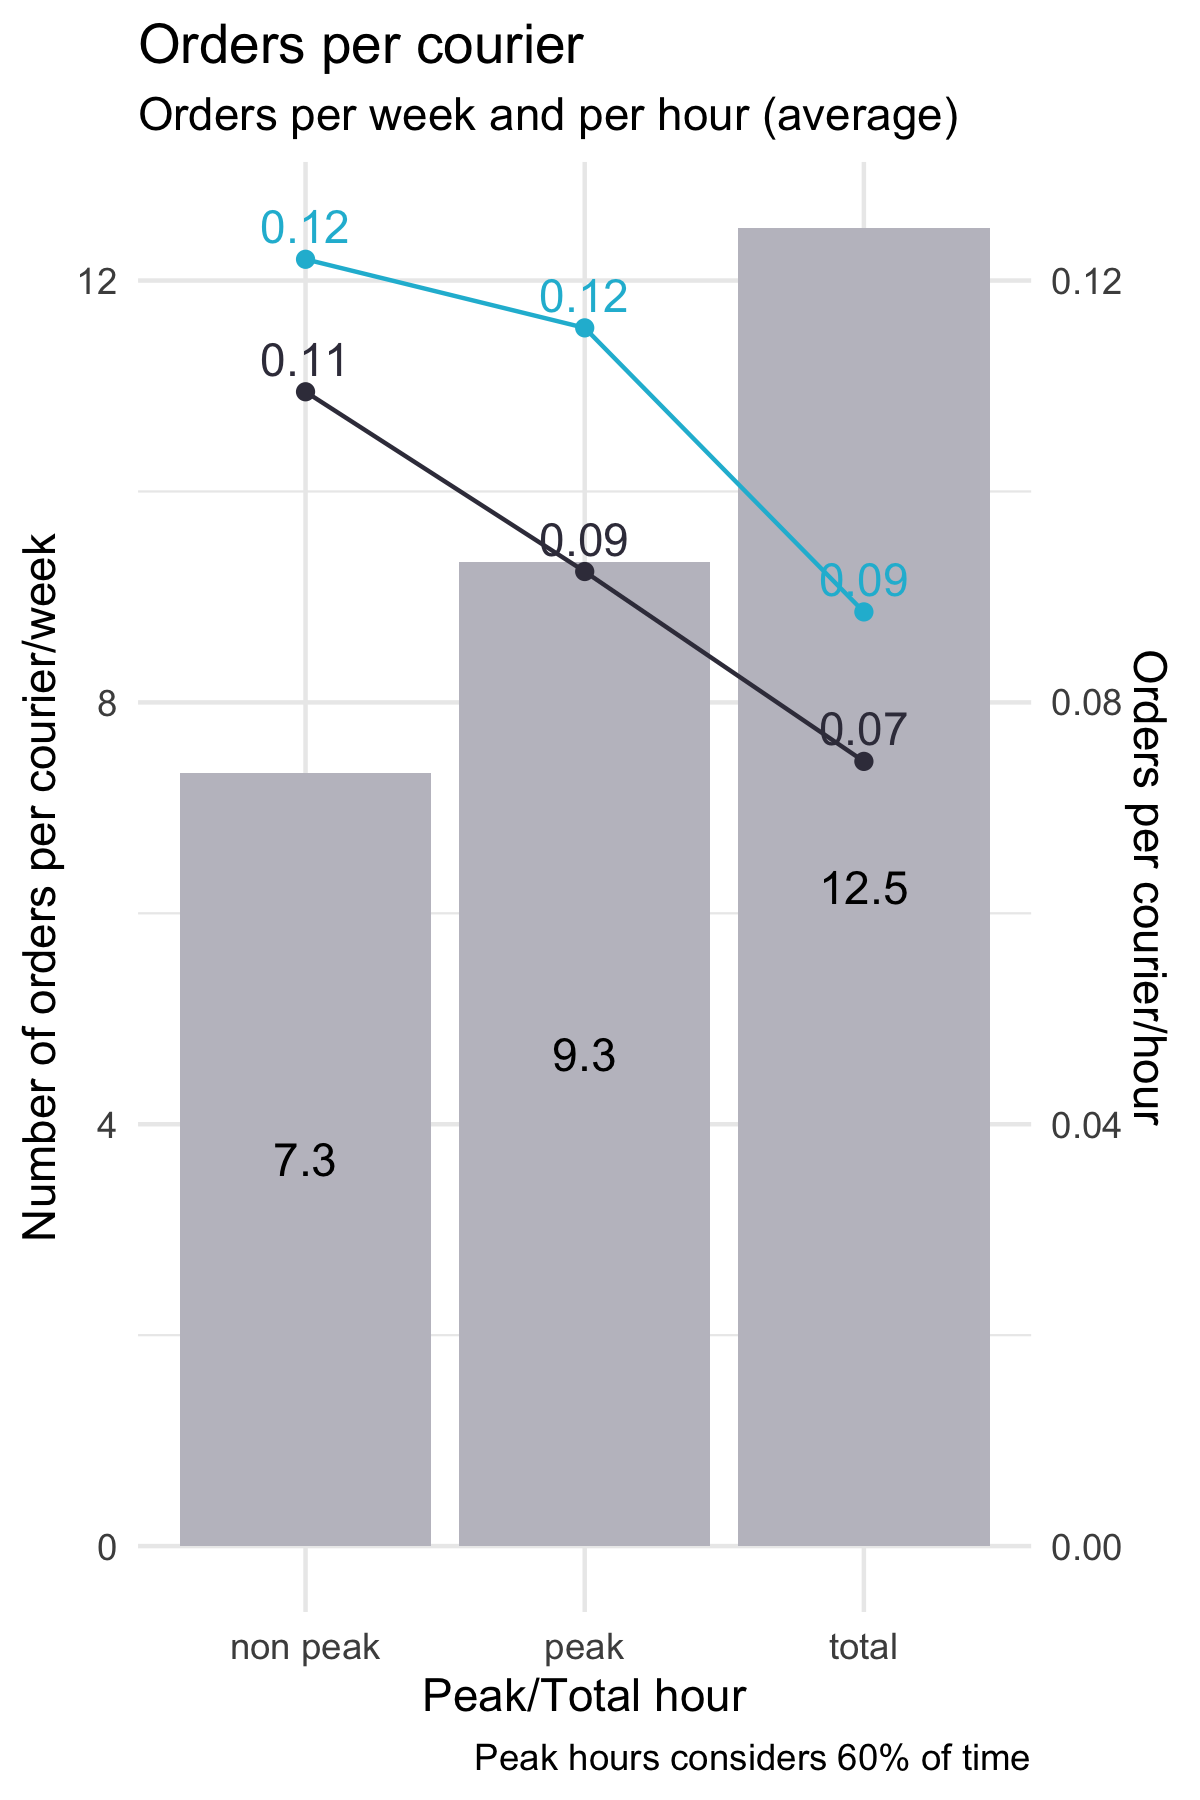 Orders per courier
Orders per week and per hour (average)
0.12
12
0.12
0.12
0.11
0.09
0.09
8
0.08
0.07
12.5
9.3
4
0.04
7.3
0
0.00
Number of orders per courier/week
Orders per courier/hour
non peak
peak
total
Peak/Total hour
Peak hours considers 60% of time